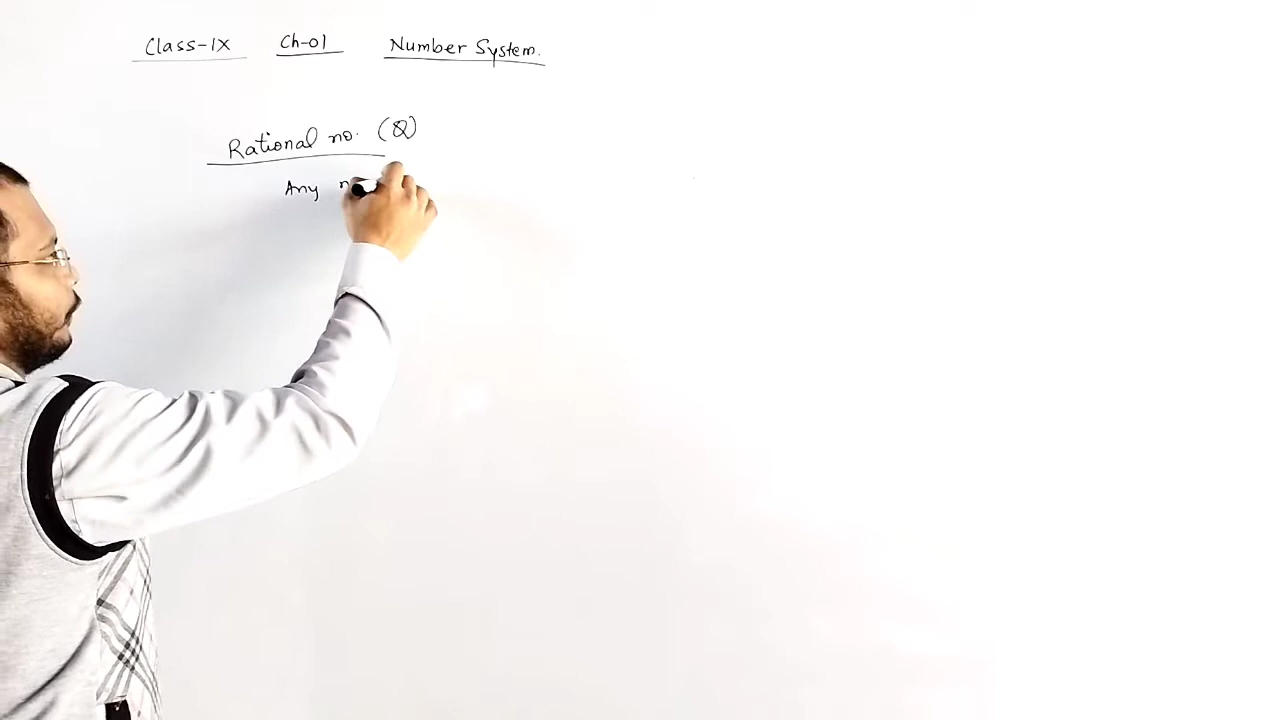 Class-IX Ch-01 Number System.
Rational no. (Q)
Any